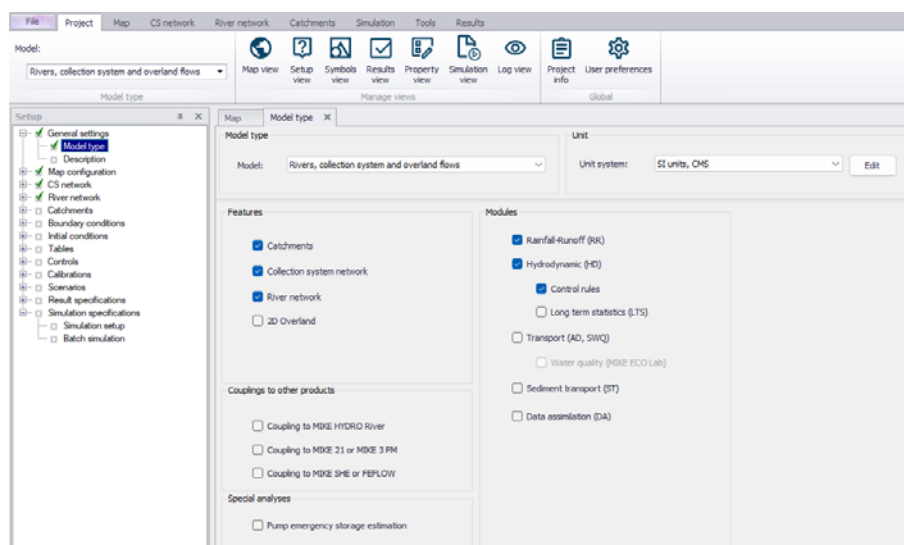 File Project Map CS network River network Catchments Simulation Tools Results
Model:
Rivers, collection system and overland flows
Model type
Map view Setup view Symbols view Results view Property view Simulation view Log view
Manage views
Project info User preferences
Global
Setup
General settings
Model type
Description
Map configuration
CS network
River network
Catchments
Boundary conditions
Initial conditions
Tables
Controls
Calibrations
Scenarios
Result specifications
Simulation specifications
Simulation setup
Batch simulation
Map Model type
Model type
Model: Rivers, collection system and overland flows
Unit
Unit system: SI units, CMS Edit
Features
Catchments
Collection system network
River network
2D Overland
Modules
Rainfall-Runoff (RR)
Hydrodynamic (HD)
Control rules
Long term statistics (LTS)
Transport (AD, SWQ)
Water quality (MIKE ECO Lab)
Sediment transport (ST)
Data assimilation (DA)
Couplings to other products
Coupling to MIKE HYDRO River
Coupling to MIKE 21 or MIKE 3 FM
Coupling to MIKE SHE or FEFLOW
Special analyses
Pump emergency storage estimation